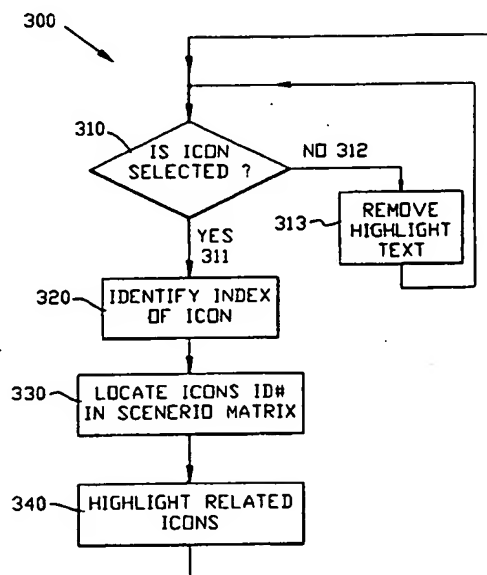 300
310
IS ICON
SELECTED ?
NO 312
313
REMOVE
HIGHLIGHT
TEXT
YES
311
320
IDENTIFY INDEX
OF ICON
330
LOCATE ICONS ID#
IN SCENERIO MATRIX
340
HIGHLIGHT RELATED
ICONS